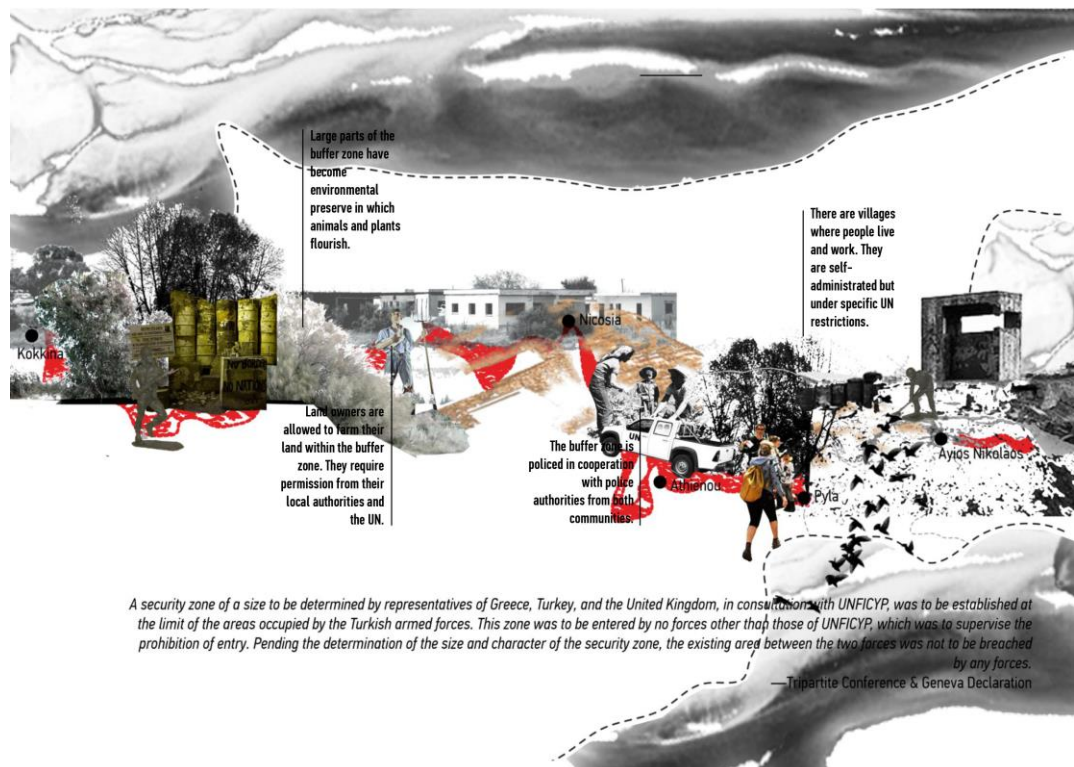 Large parts of the
buffer zone have
become
environmental
preserve in which
animals and plants
flourish.
There are villages
where people live
and work. They
are self-
administrated but
under specific UN
restrictions.
Kokkina
Nicosia
NO NATION
Land owners are
allowed to farm their
land within the buffer
zone. They require
permission from their
local authorities and
the UN.
UN
The buffer zone is
policed in cooperation
with police
authorities from both
communities.
Athienou
Pyla
Ayios Nikolaos
A security zone of a size to be determined by representatives of Greece, Turkey, and the United Kingdom, in consultation with UNFICYP, was to be established at
the limit of the areas occupied by the Turkish armed forces. This zone was to be entered by no forces other than those of UNFICYP, which was to supervise the
prohibition of entry. Pending the determination of the size and character of the security zone, the existing area between the two forces was not to be breached
by any forces.
—Tripartite Conference & Geneva Declaration